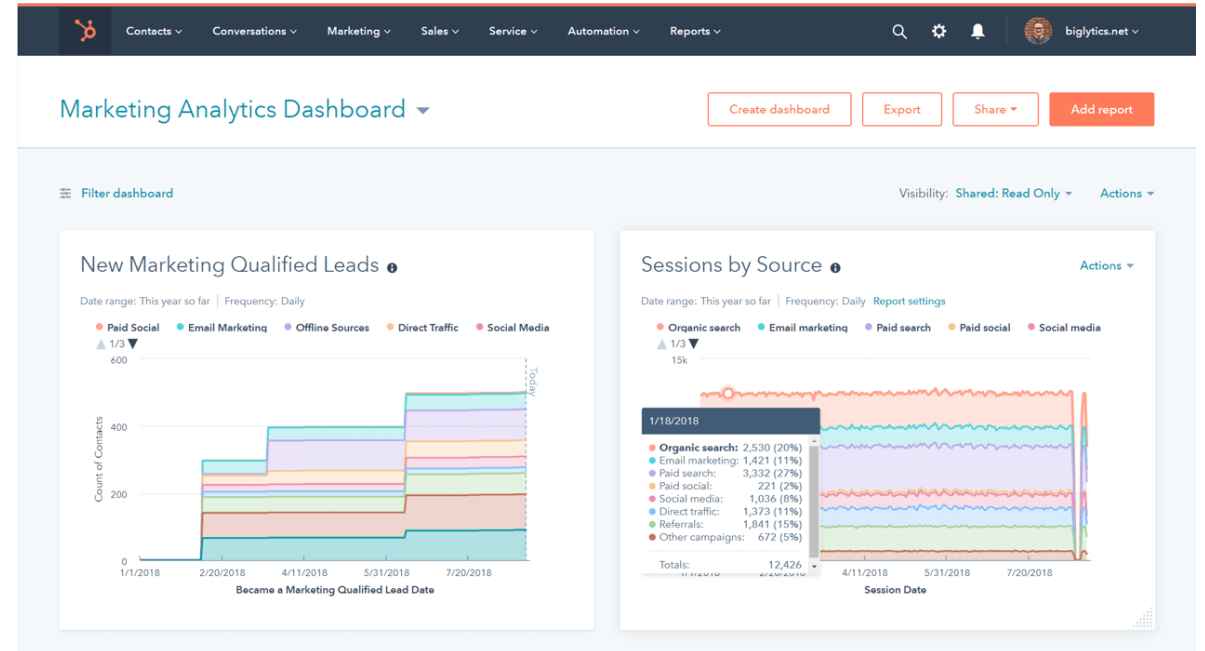 Contacts Conversations Marketing Sales Service Automation Reports biglytics.net
Marketing Analytics Dashboard
Create dashboard Export Share Add report
Filter dashboard
Visibility: Shared: Read Only Actions
New Marketing Qualified Leads
Date range: This year so far | Frequency: Daily
Paid Social Email Marketing Offline Sources Direct Traffic Social Media
1/3
600
400
200
0
Count of Contacts
Today
1/1/2018 2/20/2018 4/11/2018 5/31/2018 7/20/2018
Became a Marketing Qualified Lead Date
Sessions by Source
Actions
Date range: This year so far | Frequency: Daily Report settings
Organic search Email marketing Paid search Paid social Social media
1/3
15k
1/18/2018
Organic search: 2,530 (20%)
Email marketing: 1,421 (11%)
Paid search: 3,332 (27%)
Paid social: 221 (2%)
Social media: 1,036 (8%)
Direct traffic: 1,373 (11%)
Referrals: 1,841 (15%)
Other campaigns: 672 (5%)
Totals: 12,426
4/11/2018 5/31/2018 7/20/2018
Session Date